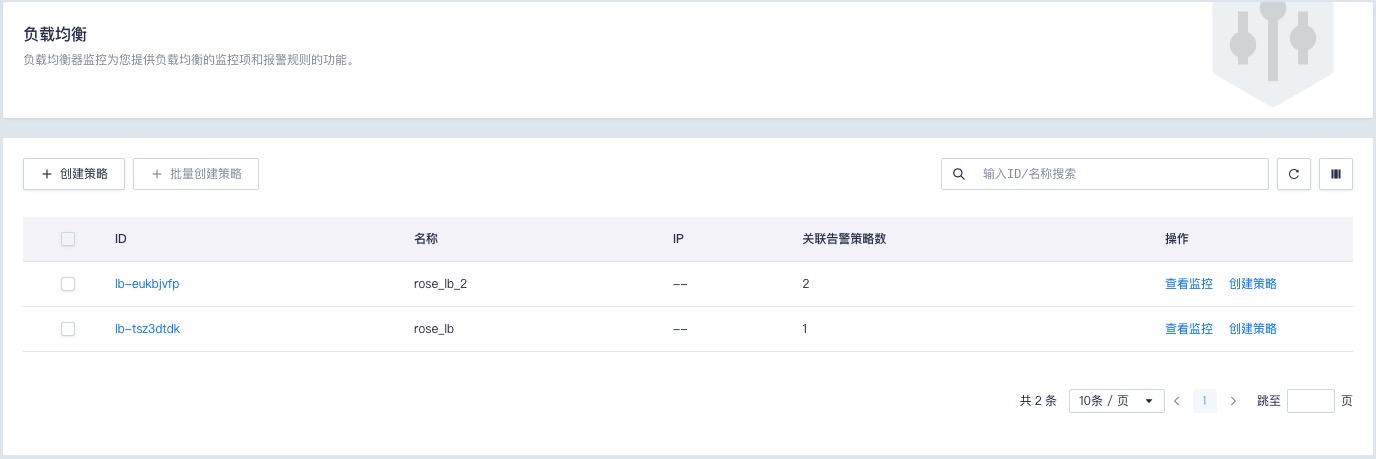 负载均衡
负载均衡器监控为您提供负载均衡的监控项和报警规则的功能。
创建策略 批量创建策略 输入ID/名称搜索
ID 名称 IP 关联告警策略数 操作
lb-eukbjvfp rose_lb_2 -- 2 查看监控 创建策略
lb-tsz3dtdk rose_lb -- 1 查看监控 创建策略
共 2 条 10条 / 页 1 跳至 页